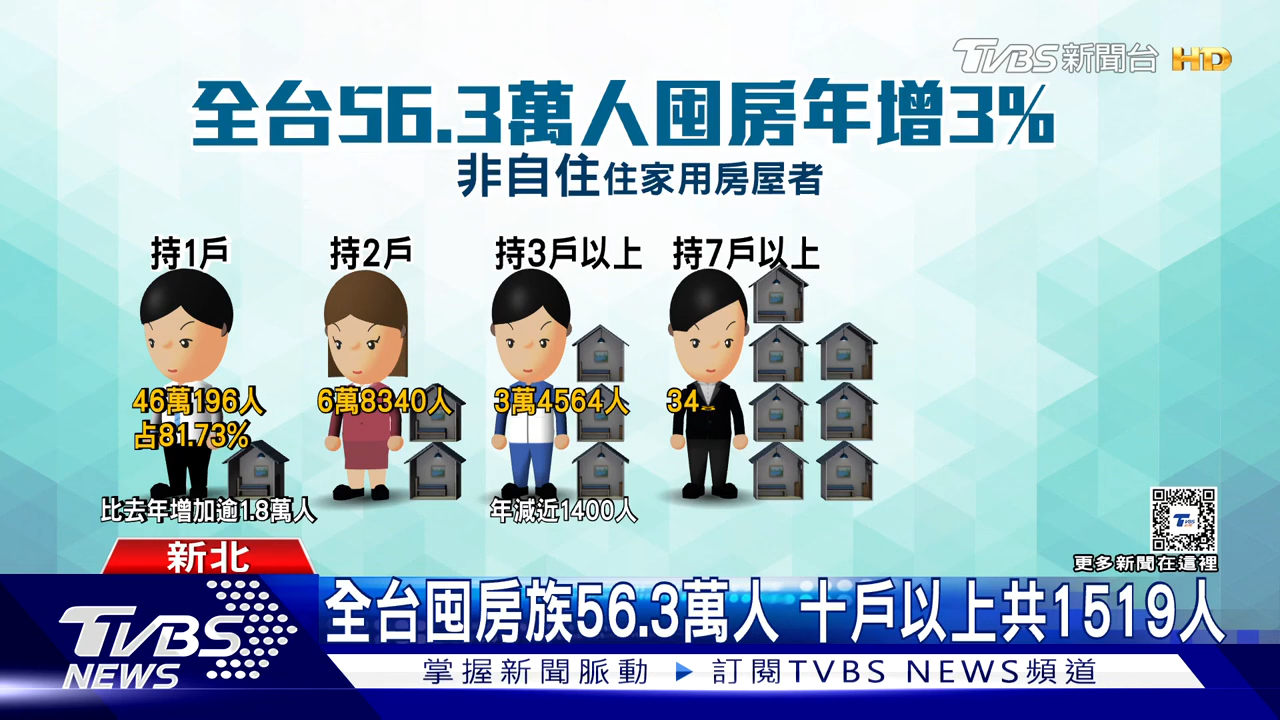 TVBS新聞台 HD
全台56.3萬人囤房年增3%
非自住住家用房屋者
持1戶
持2戶
持3戶以上
持7戶以上
46萬196人
占81.73%
6萬8340人
3萬4564人
34
比去年增加逾1.8萬人
年減近1400人
TVBS
更多新聞在這裡
新北
全台囤房族56.3萬人 十戶以上共1519人
TVBS NEWS
掌握新聞脈動 ▶ 訂閱TVBS NEWS頻道